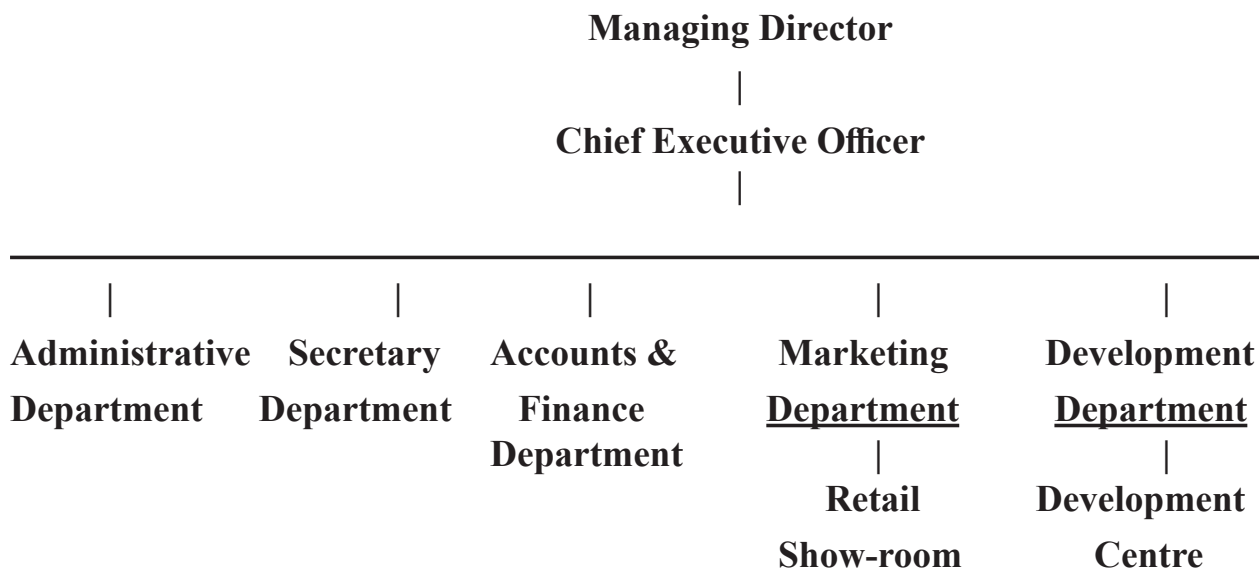 Managing Director
Chief Executive Officer
Administrative Secretary Accounts & Marketing Development
Department Department Finance Department Department
Department
Retail Development
Show-room Centre